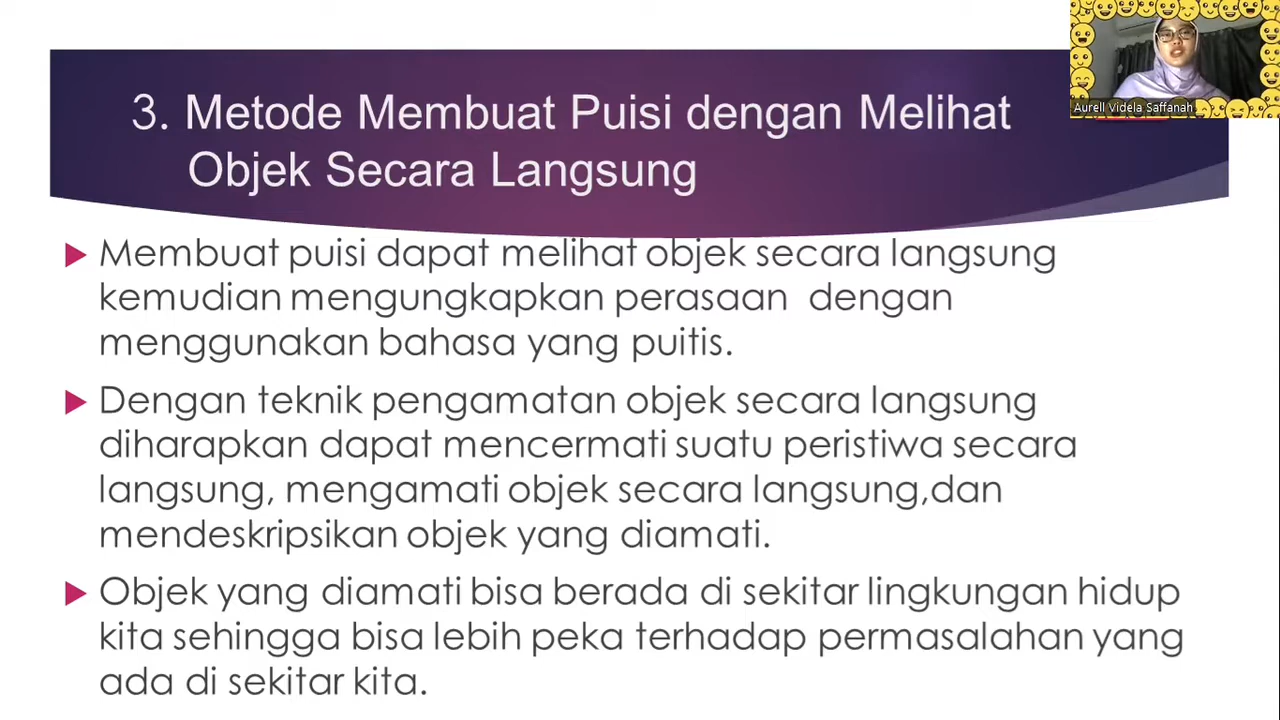 3. Metode Membuat Puisi dengan Melihat
Objek Secara Langsung
Aurell Videla Saffanah
Membuat puisi dapat melihat objek secara langsung
kemudian mengungkapkan perasaan dengan
menggunakan bahasa yang puitis.
Dengan teknik pengamatan objek secara langsung
diharapkan dapat mencermati suatu peristiwa secara
langsung, mengamati objek secara langsung,dan
mendeskripsikan objek yang diamati.
Objek yang diamati bisa berada di sekitar lingkungan hidup
kita sehingga bisa lebih peka terhadap permasalahan yang
ada di sekitar kita.